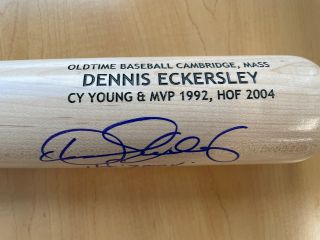 OLDTIME BASEBALL CAMBRIDGE, MASS
DENNIS ECKERSLEY
CY YOUNG & MVP 1992, HOF 2004